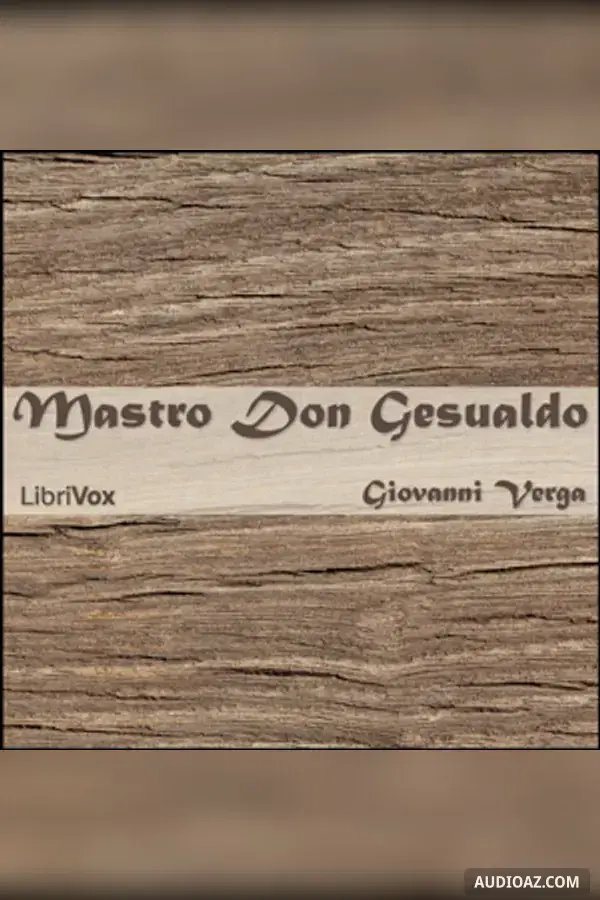 Mastro Don Gesualdo
LibriVox
Giovanni Verga
AUDIOAZ.COM